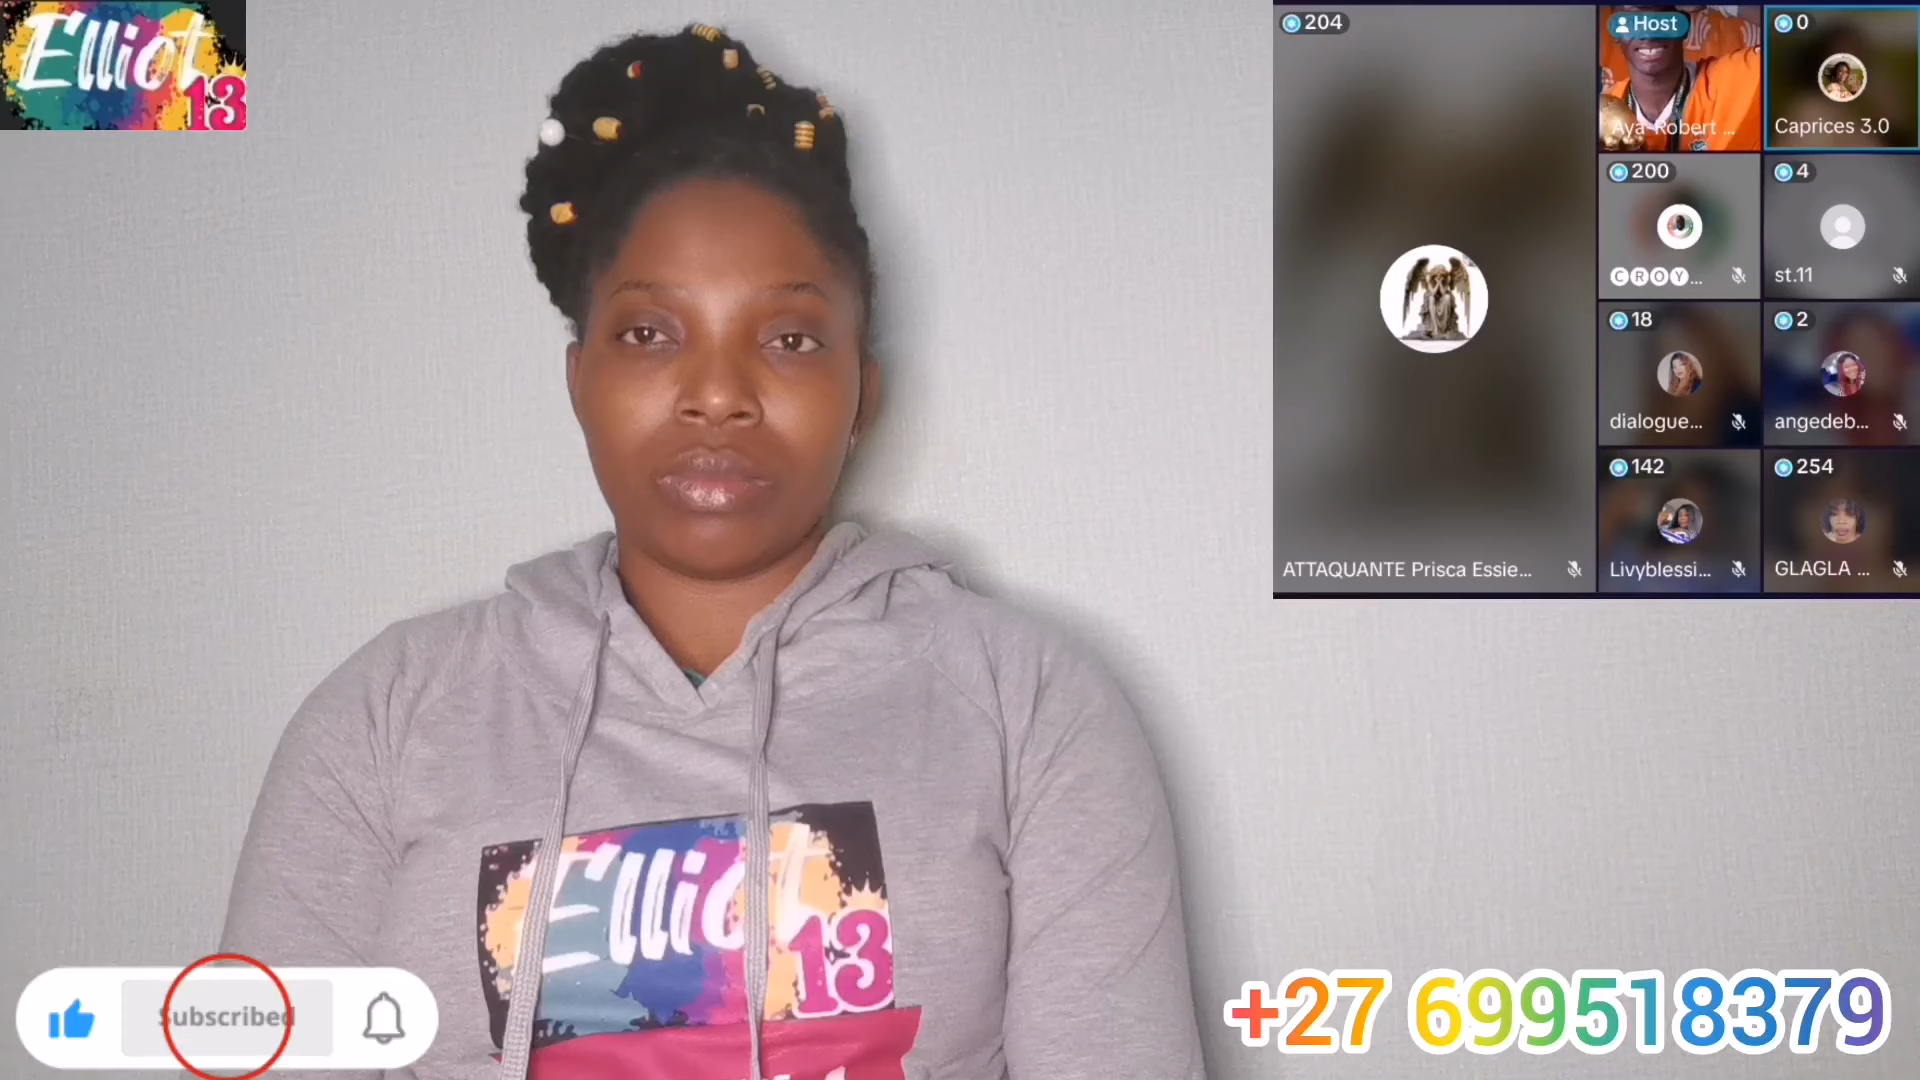 Elliot
13
204
Host
0
Aya-Robert ...
Caprices 3.0
200
4
CROY...
st.11
18
2
dialogue...
angedeb...
142
254
ATTAQUANTE Prisca Essie...
Livyblessi...
GLAGLA ...
Elliot
13
Subscribed
+27 699518379